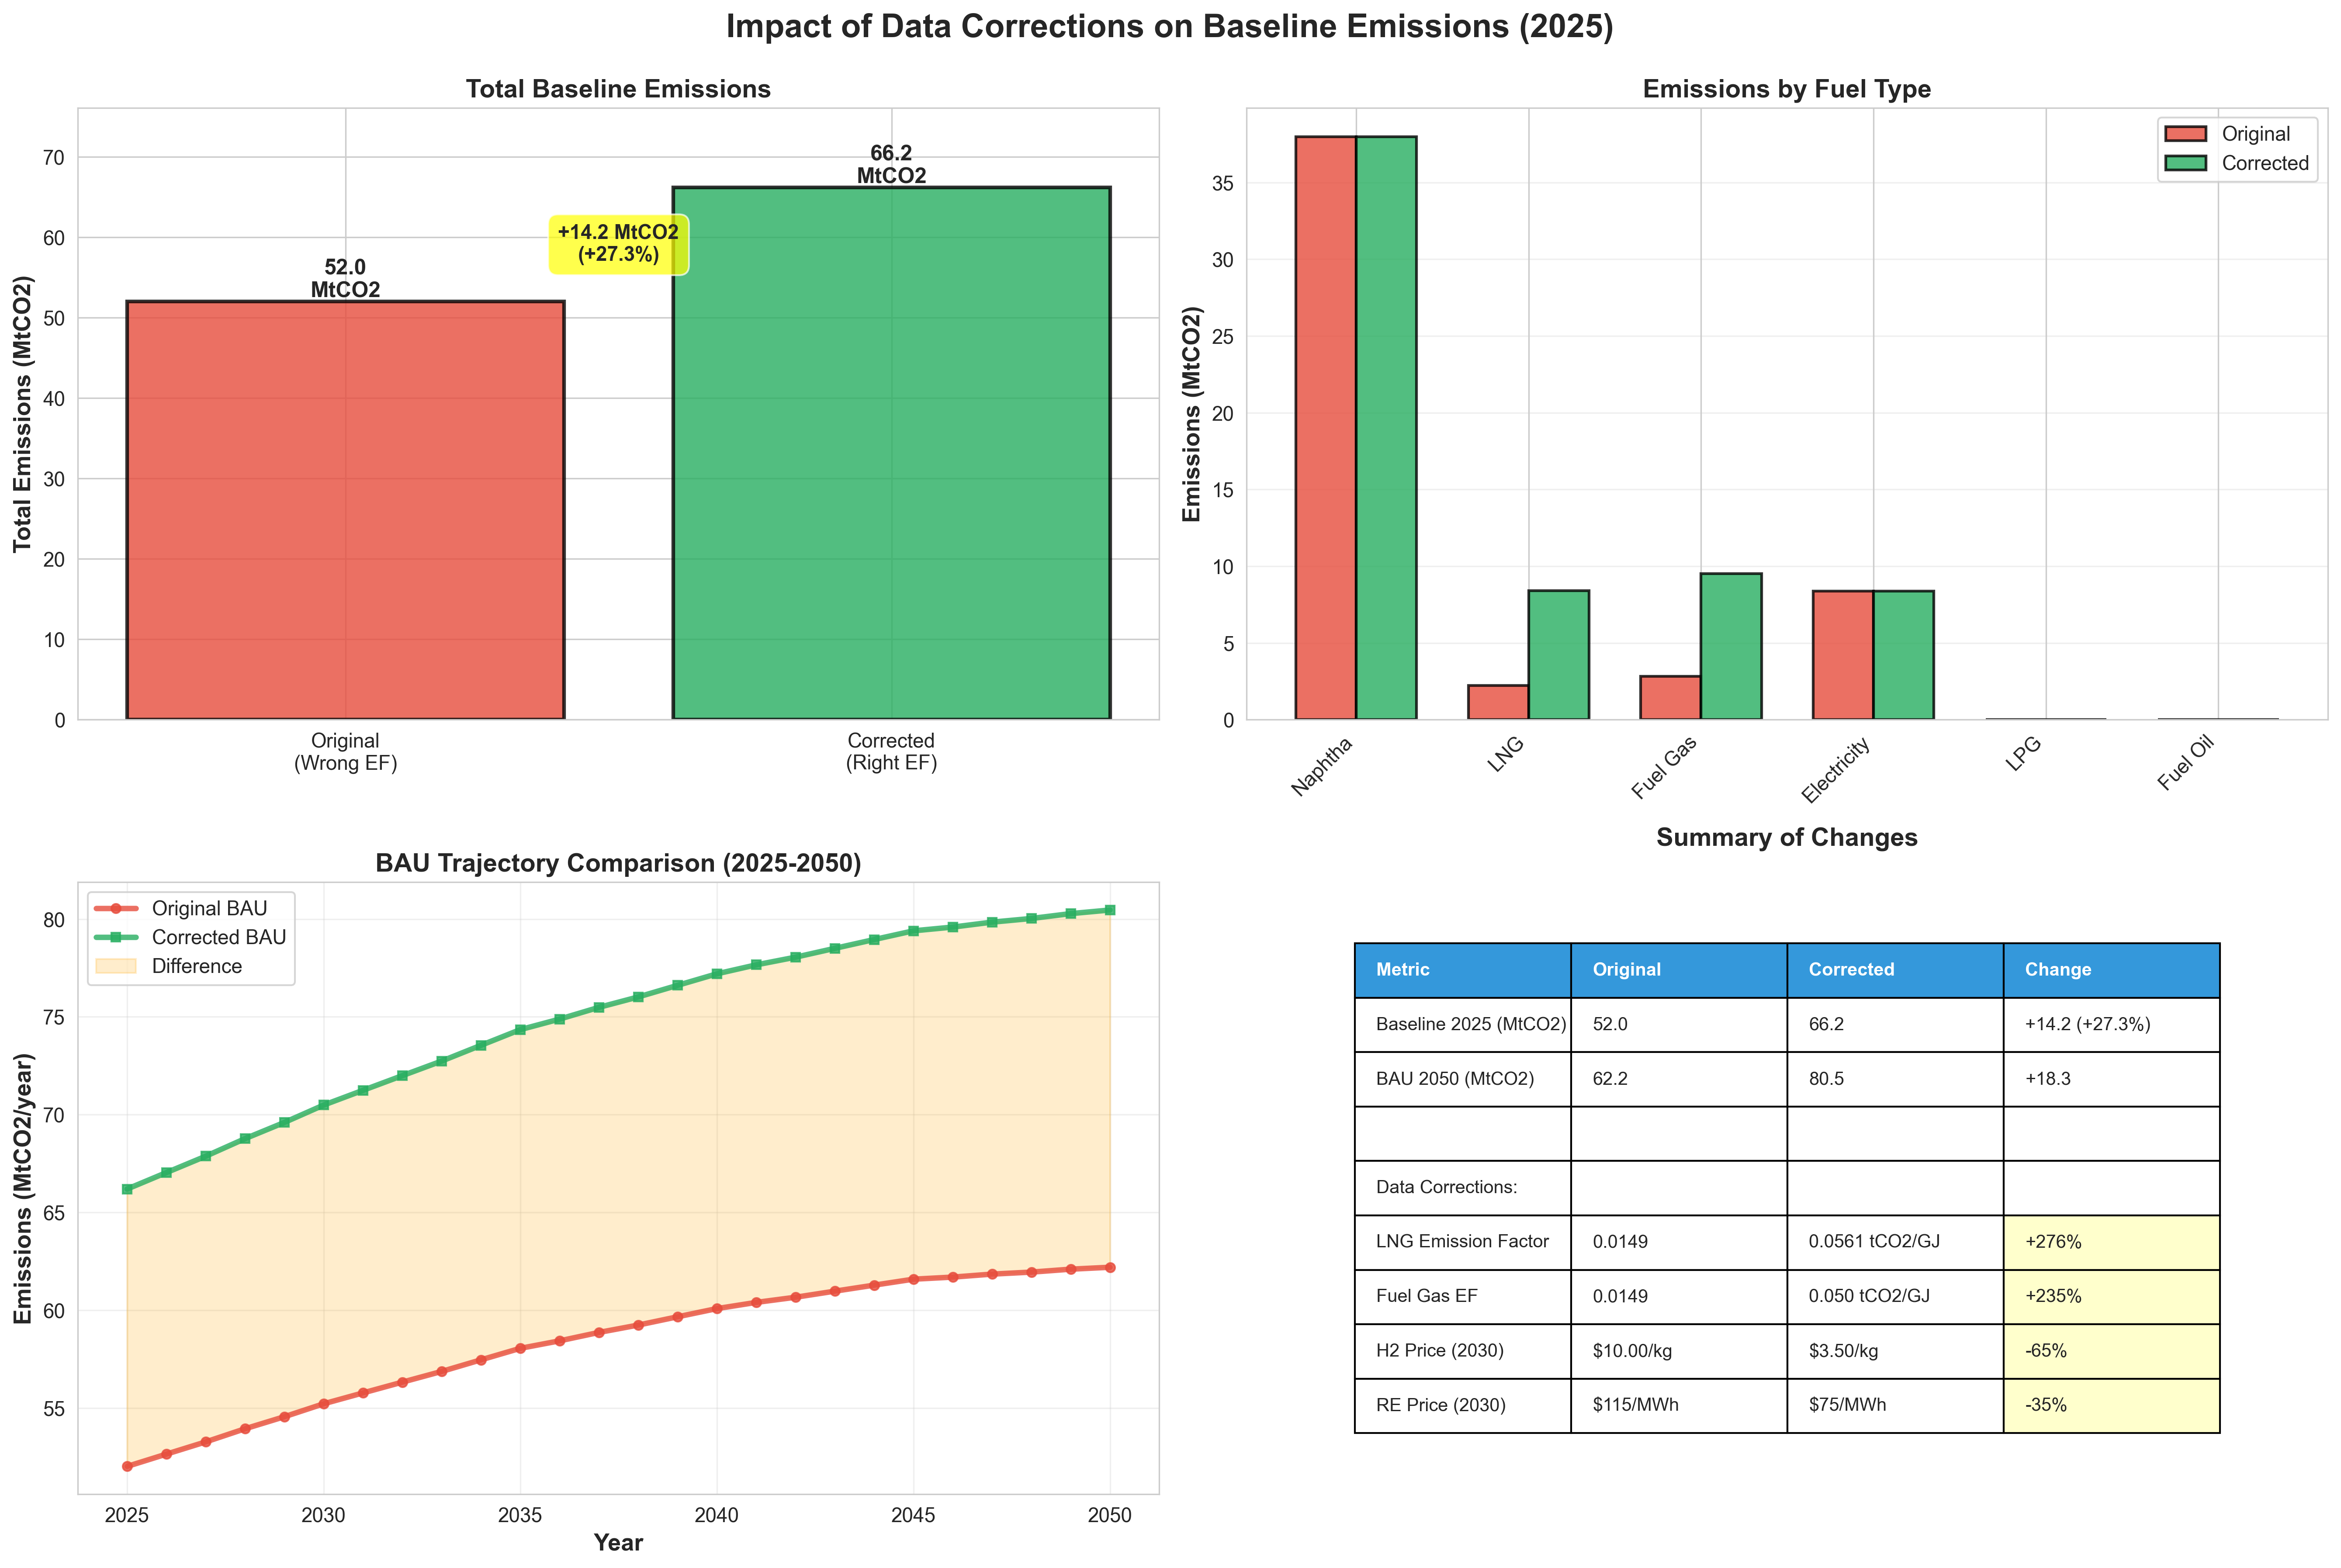 Impact of Data Corrections on Baseline Emissions (2025)
Total Baseline Emissions
Total Emissions (MtCO2)
70
60
50
40
30
20
10
0
52.0
MtCO2
+14.2 MtCO2
(+27.3%)
66.2
MtCO2
Original
(Wrong EF)
Corrected
(Right EF)
Emissions by Fuel Type
Emissions (MtCO2)
35
30
25
20
15
10
5
0
Original
Corrected
Naphtha
LNG
Fuel Gas
Electricity
LPG
Fuel Oil
BAU Trajectory Comparison (2025-2050)
Emissions (MtCO2/year)
80
75
70
65
60
55
Original BAU
Corrected BAU
Difference
2025
2030
2035
2040
2045
2050
Year
Summary of Changes
Metric Original Corrected Change
Baseline 2025 (MtCO2) 52.0 66.2 +14.2 (+27.3%)
BAU 2050 (MtCO2) 62.2 80.5 +18.3
Data Corrections:
LNG Emission Factor 0.0149 0.0561 tCO2/GJ +276%
Fuel Gas EF 0.0149 0.050 tCO2/GJ +235%
H2 Price (2030) $10.00/kg $3.50/kg -65%
RE Price (2030) $115/MWh $75/MWh -35%